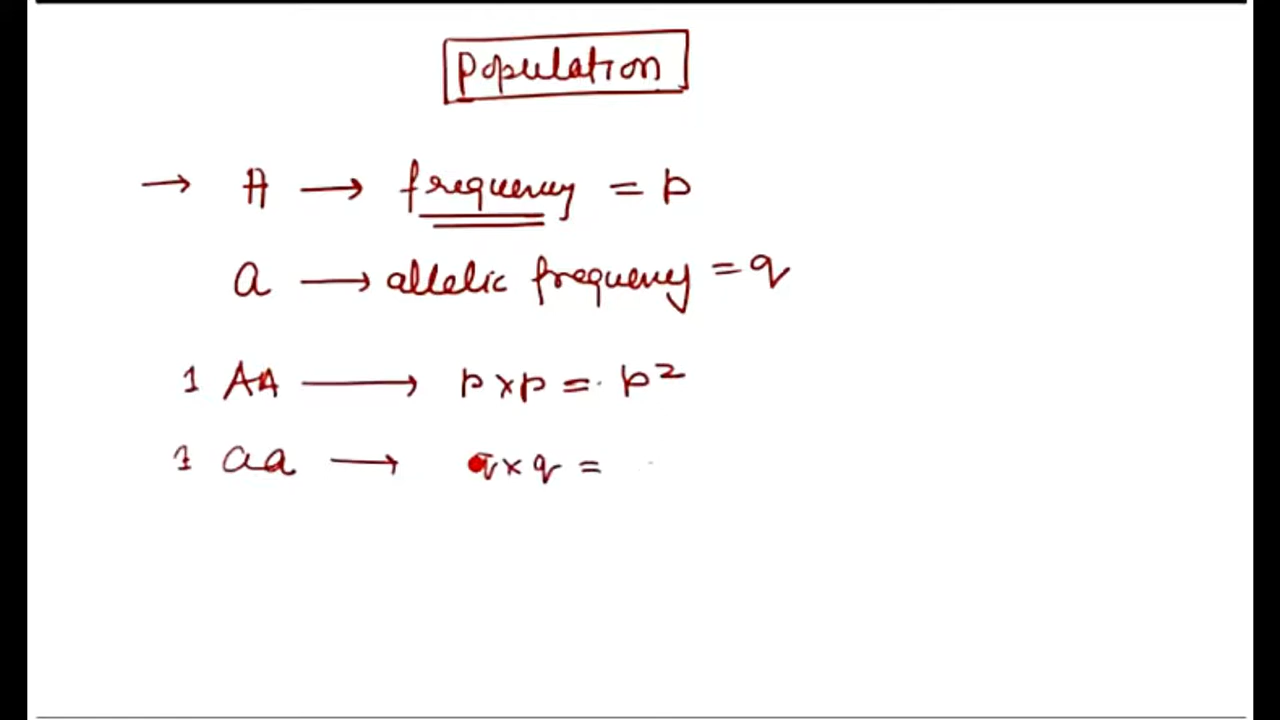 Population
→ A → frequency = p
a → allelic frequency = q
1 AA → p x p = p²
1 aa → q x q =